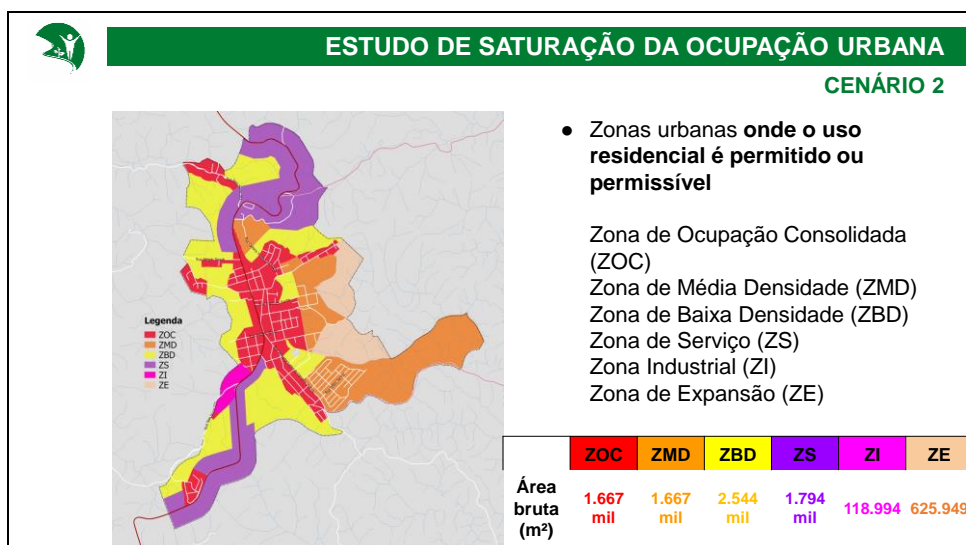 ESTUDO DE SATURAÇÃO DA OCUPAÇÃO URBANA
CENÁRIO 2
● Zonas urbanas onde o uso
residencial é permitido ou
permissível
Zona de Ocupação Consolidada
(ZOC)
Zona de Média Densidade (ZMD)
Zona de Baixa Densidade (ZBD)
Zona de Serviço (ZS)
Zona Industrial (ZI)
Zona de Expansão (ZE)
Legenda
ZOC
ZMD
ZBD
ZS
ZI
ZE
ZOC ZMD ZBD ZS ZI ZE
Área
bruta
(m²)
1.667 mil 1.667 mil 2.544 mil 1.794 mil 118.994 625.949